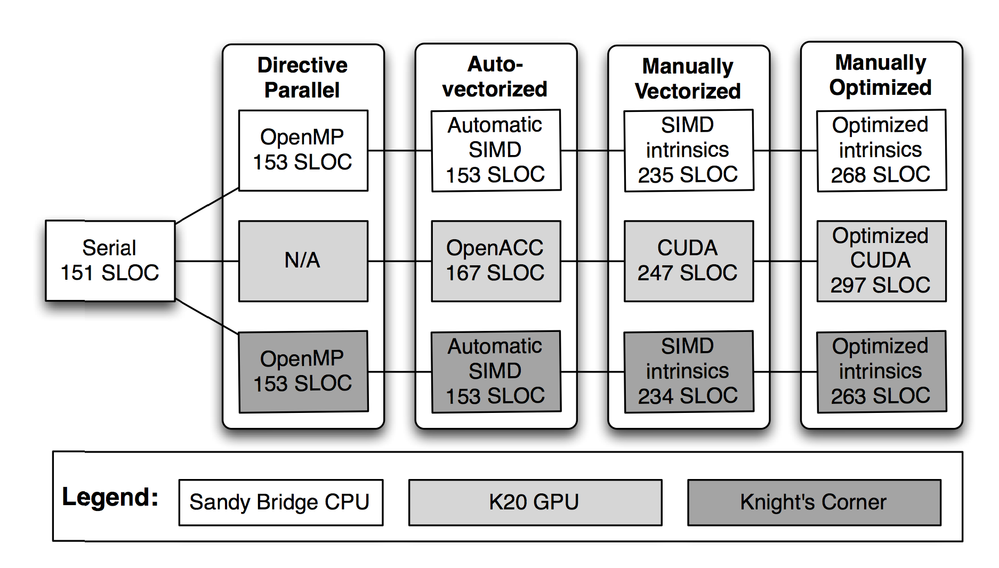 Directive
Parallel
Auto-
vectorized
Manually
Vectorized
Manually
Optimized
OpenMP
153 SLOC
Automatic
SIMD
153 SLOC
SIMD
intrinsics
235 SLOC
Optimized
intrinsics
268 SLOC
Serial
151 SLOC
N/A
OpenACC
167 SLOC
CUDA
247 SLOC
Optimized
CUDA
297 SLOC
OpenMP
153 SLOC
Automatic
SIMD
153 SLOC
SIMD
intrinsics
234 SLOC
Optimized
intrinsics
263 SLOC
Legend:
Sandy Bridge CPU
K20 GPU
Knight's Corner